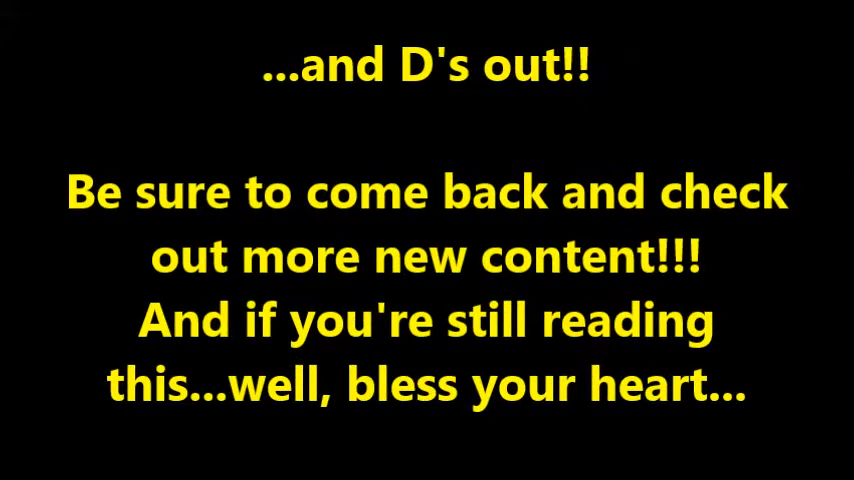 ...and D's out!!
Be sure to come back and check
out more new content!!!
And if you're still reading
this...well, bless your heart...